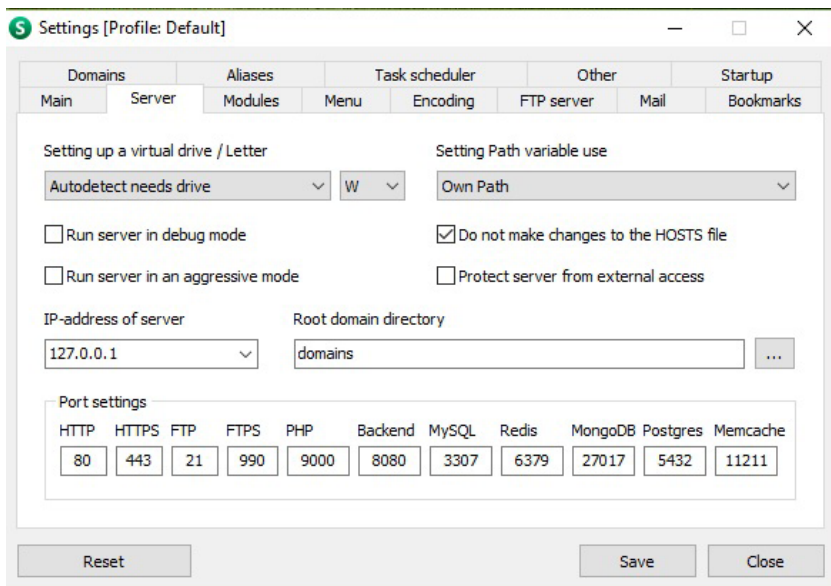 S Settings [Profile: Default]
Domains Aliases Task scheduler Other Startup
Main Server Modules Menu Encoding FTP server Mail Bookmarks
Setting up a virtual drive / Letter Setting Path variable use
Autodetect needs drive W Own Path
Run server in debug mode Do not make changes to the HOSTS file
Run server in an aggressive mode Protect server from external access
IP-address of server Root domain directory
127.0.0.1 domains ...
Port settings
HTTP HTTPS FTP FTPS PHP Backend MySQL Redis MongoDB Postgres Memcache
80 443 21 990 9000 8080 3307 6379 27017 5432 11211
Reset Save Close